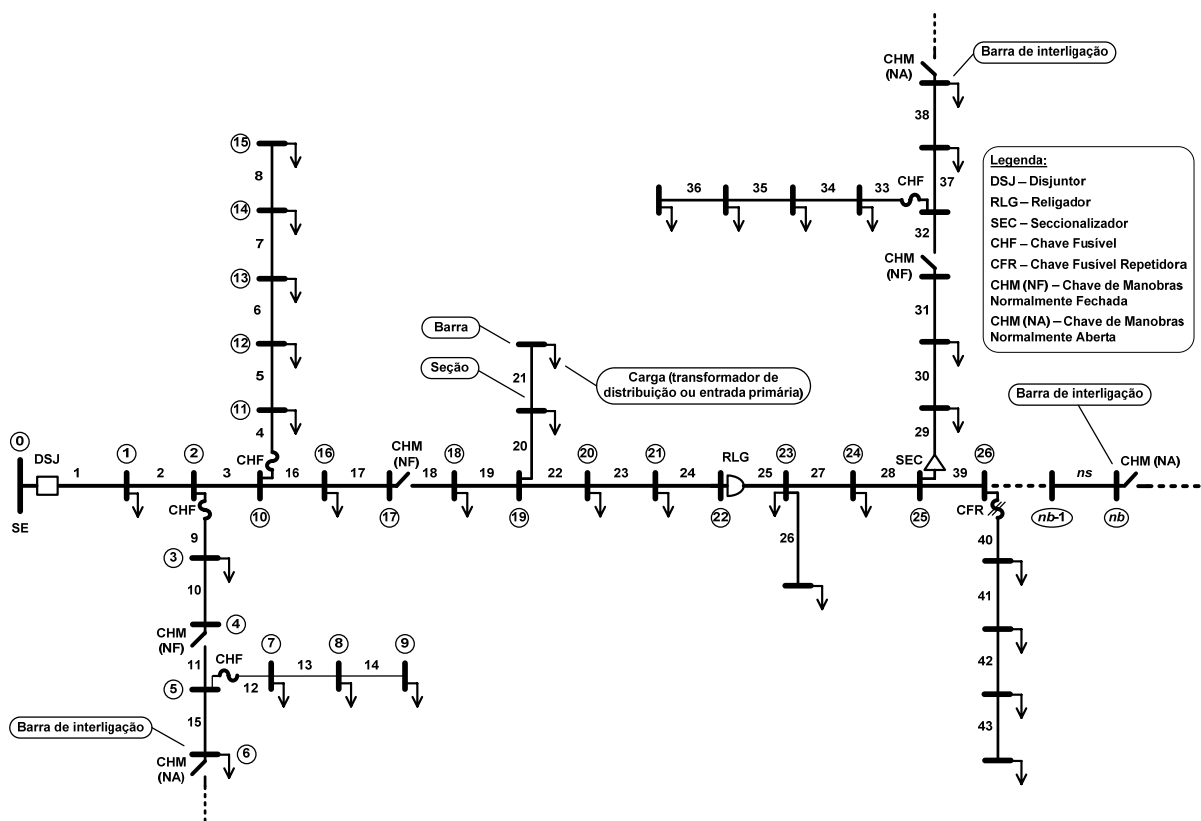 CHM
(NA)
Barra de interligação
38
15
8
14
7
13
6
12
5
11
4
CHF
36
35
34
33
CHF
37
32
CHM
(NF)
31
30
29
Legenda:
DSJ – Disjuntor
RLG – Religador
SEC – Seccionalizador
CHF – Chave Fusível
CFR – Chave Fusível Repetidora
CHM (NF) – Chave de Manobras
Normalmente Fechada
CHM (NA) – Chave de Manobras
Normalmente Aberta
Barra
Seção
21
20
Carga (transformador de
distribuição ou entrada primária)
Barra de interligação
CHM (NA)
0
DSJ
SE
1
1
2
2
3
10
16
16
17
CHM
(NF)
17
18
18
19
19
22
20
23
21
24
RLG
22
25
23
27
24
28
SEC
25
39
26
nb-1
ns
nb
CHF
9
3
10
4
CHM
(NF)
11
5
CHF
12
7
13
8
14
9
15
Barra de interligação
6
CHM
(NA)
26
CFR
40
41
42
43